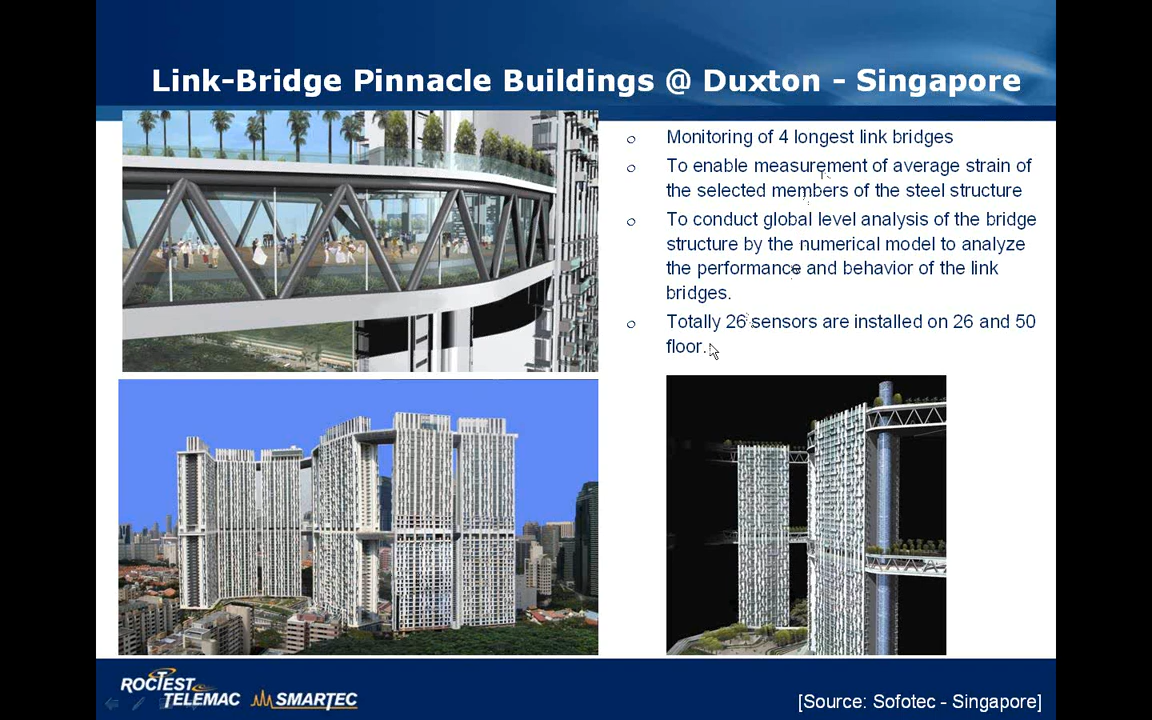 Link-Bridge Pinnacle Buildings @ Duxton - Singapore
Monitoring of 4 longest link bridges
To enable measurement of average strain of
the selected members of the steel structure
To conduct global level analysis of the bridge
structure by the numerical model to analyze
the performance and behavior of the link
bridges.
Totally 26 sensors are installed on 26 and 50
floor.
ROCTEST
TELEMAC
SMARTEC
[Source: Sofotec - Singapore]